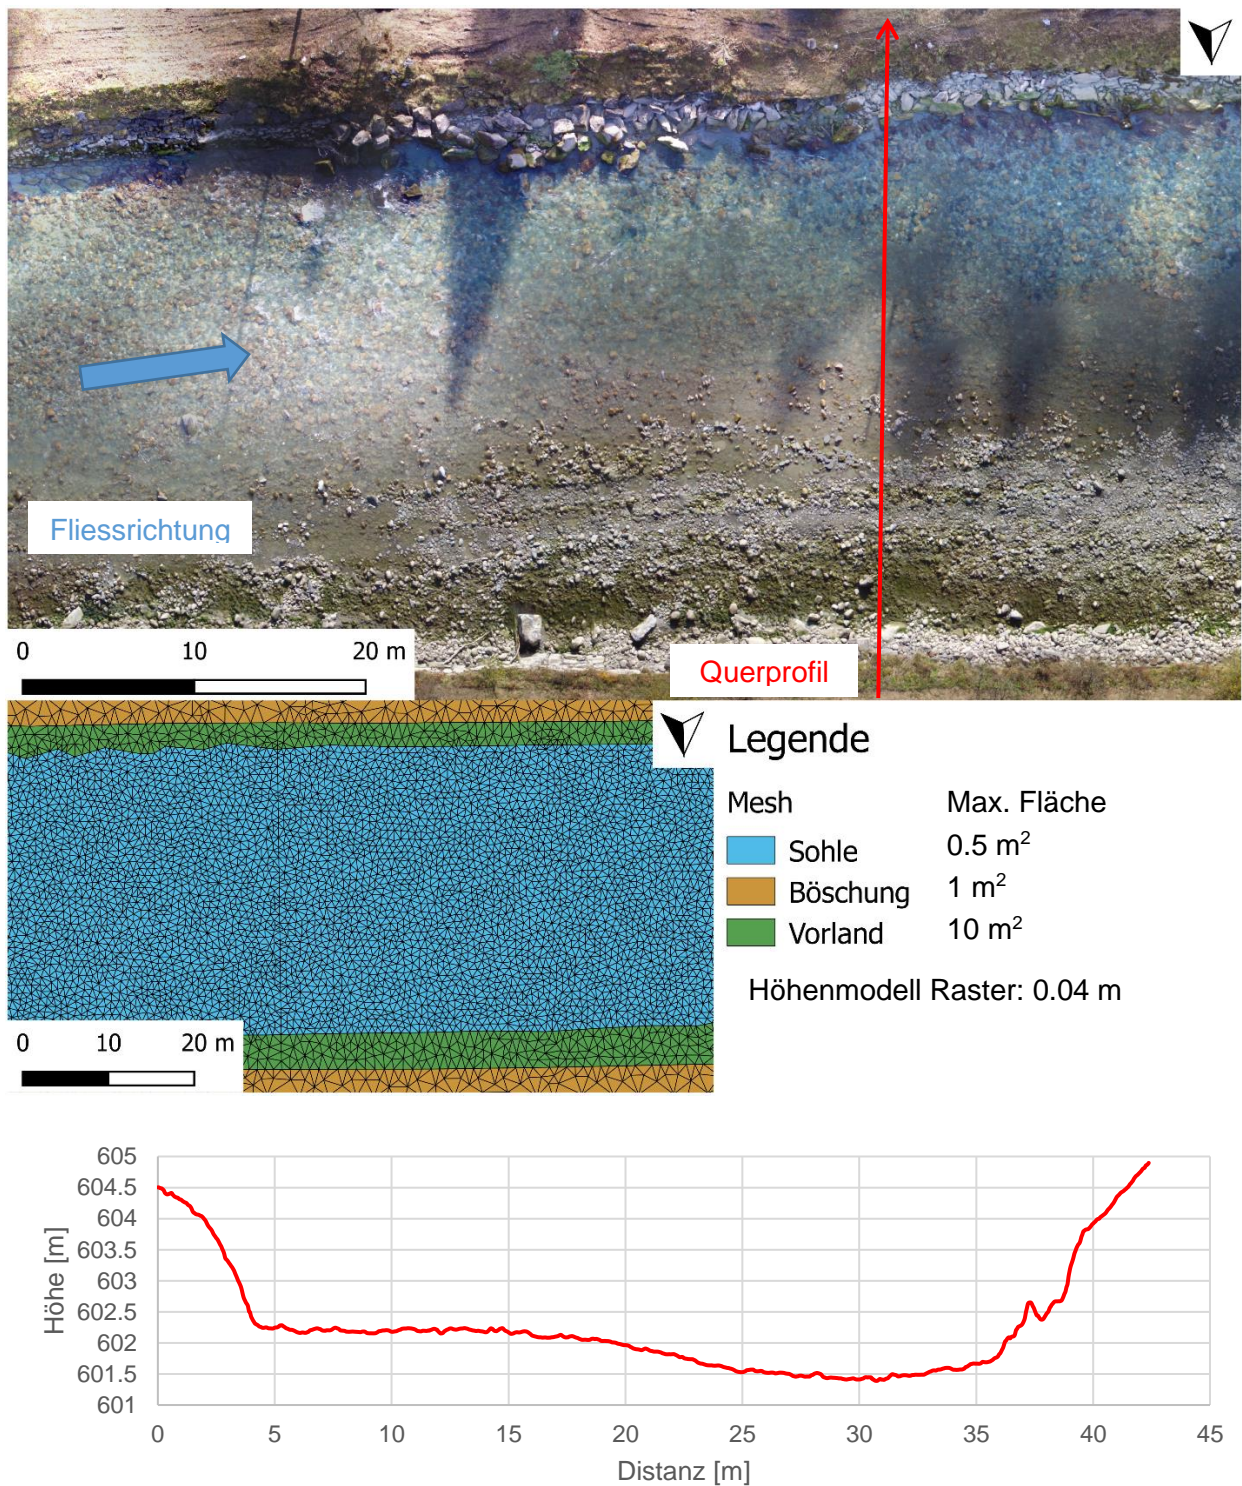 Fliessrichtung
0 10 20 m
Querprofil
Legende
Mesh Max. Fläche
Sohle 0.5 m²
Böschung 1 m²
Vorland 10 m²
Höhenmodell Raster: 0.04 m
0 10 20 m
605
604.5
604
603.5
603
602.5
602
601.5
601
Höhe [m]
0 5 10 15 20 25 30 35 40 45
Distanz [m]